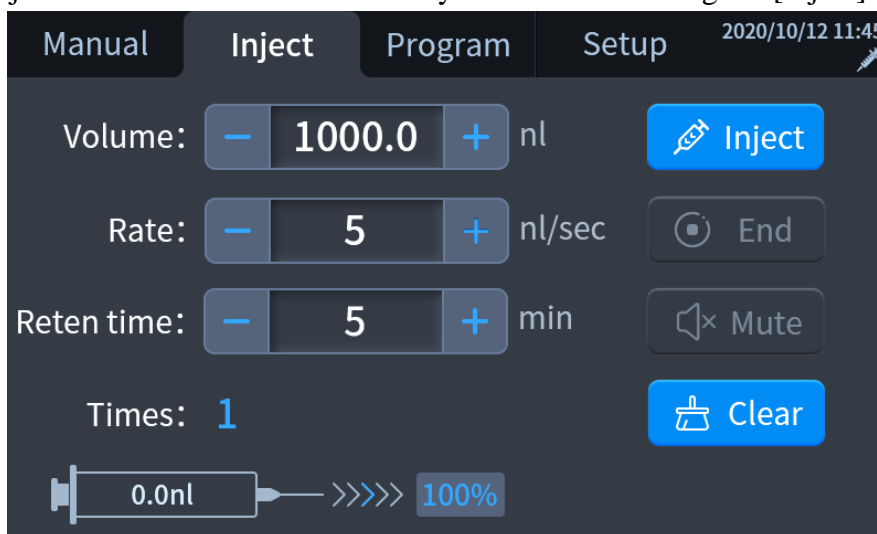 Manual Inject Program Setup 2020/10/12 11:45
Volume: − 1000.0 + nl Inject
Rate: − 5 + nl/sec End
Reten time: − 5 + min Mute
Times: 1 Clear
0.0nl >>>>> 100%